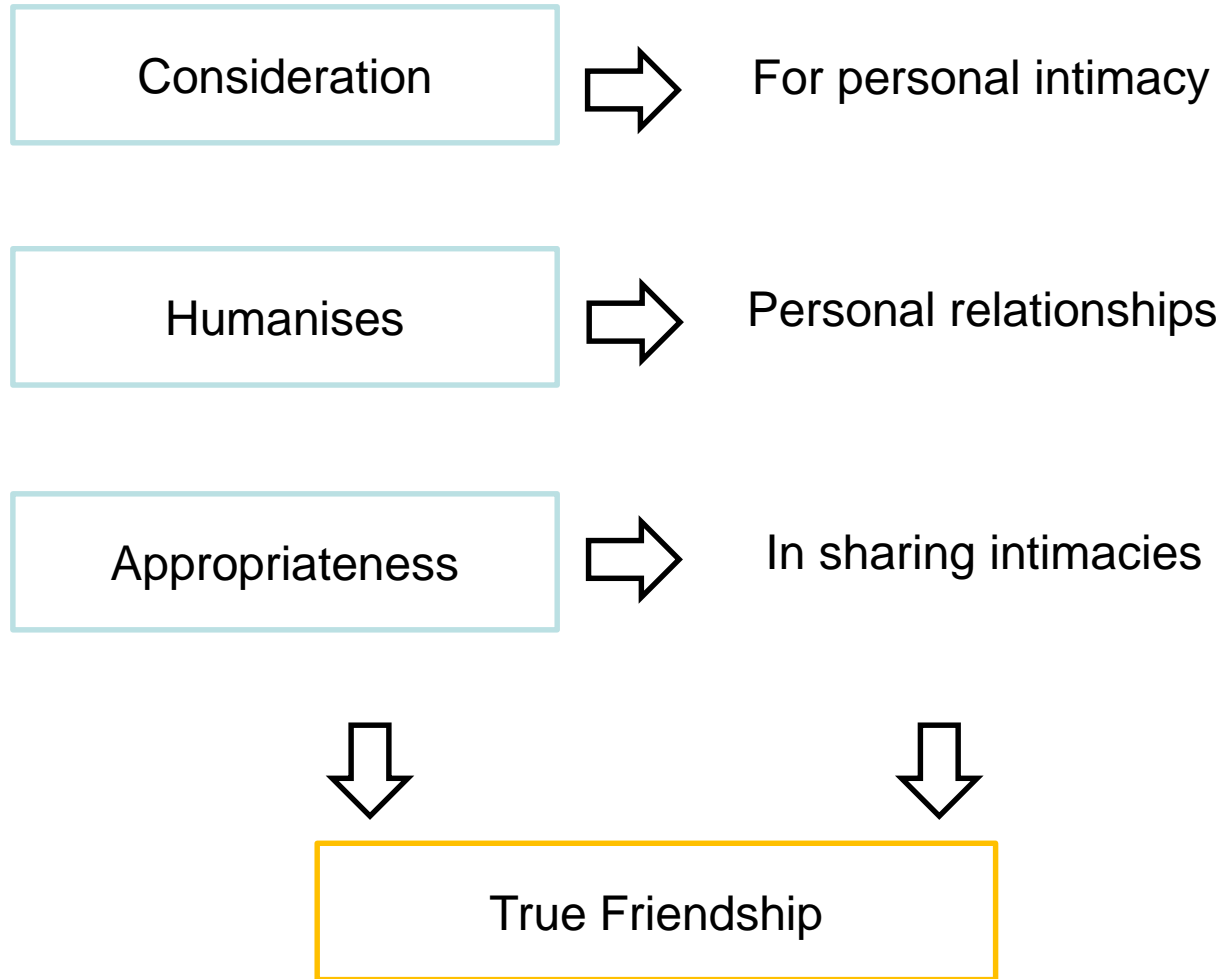 Consideration
For personal intimacy
Humanises
Personal relationships
Appropriateness
In sharing intimacies
True Friendship